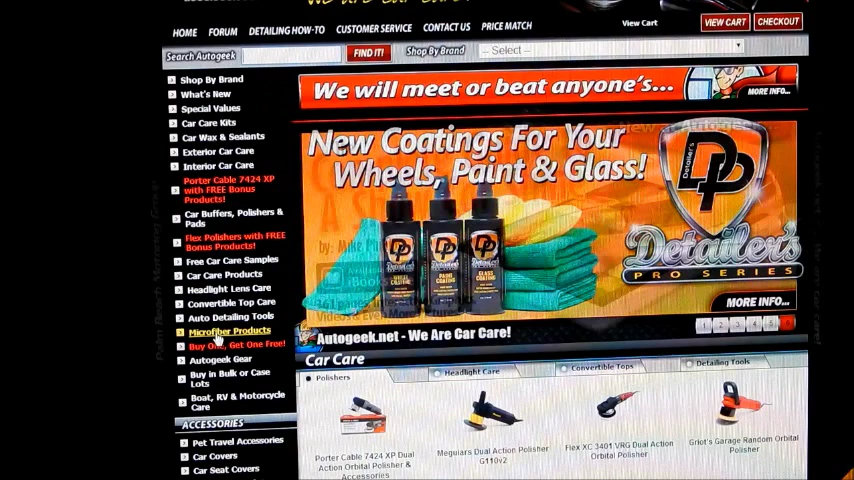 HOME FORUM DETAILING HOW-TO CUSTOMER SERVICE CONTACT US PRICE MATCH
View Cart
VIEW CART CHECKOUT
Search Autogeek FIND IT! Shop By Brand -- Select --
Shop By Brand
What's New
Special Values
Car Care Kits
Car Wax & Sealants
Exterior Car Care
Interior Car Care
Porter Cable 7424 XP
with FREE Bonus
Products!
Car Buffers, Polishers &
Pads
Flex Polishers with FREE
Bonus Products!
Free Car Care Samples
Car Care Products
Headlight Lens Care
Convertible Top Care
Auto Detailing Tools
Microfiber Products
Buy One, Get One Free!
Autogeek Gear
Buy in Bulk or Case
Lots
Boat, RV & Motorcycle
Care
ACCESSORIES
Pet Travel Accessories
Car Covers
Car Seat Covers
We will meet or beat anyone's...
MORE INFO...
New Coatings For Your
Wheels, Paint & Glass!
Detailer's
DP
Detailer's
PRO SERIES
MORE INFO...
by: Mike
1 2 3 4 5
Autogeek.net - We Are Car Care!
Car Care
Polishers Headlight Care Convertible Tops Detailing Tools
Porter Cable 7424 XP Dual
Action Orbital Polisher &
Accessories
Meguiars Dual Action Polisher
G110v2
Flex XC 3401 VRG Dual Action
Orbital Polisher
Griot's Garage Random Orbital
Polisher